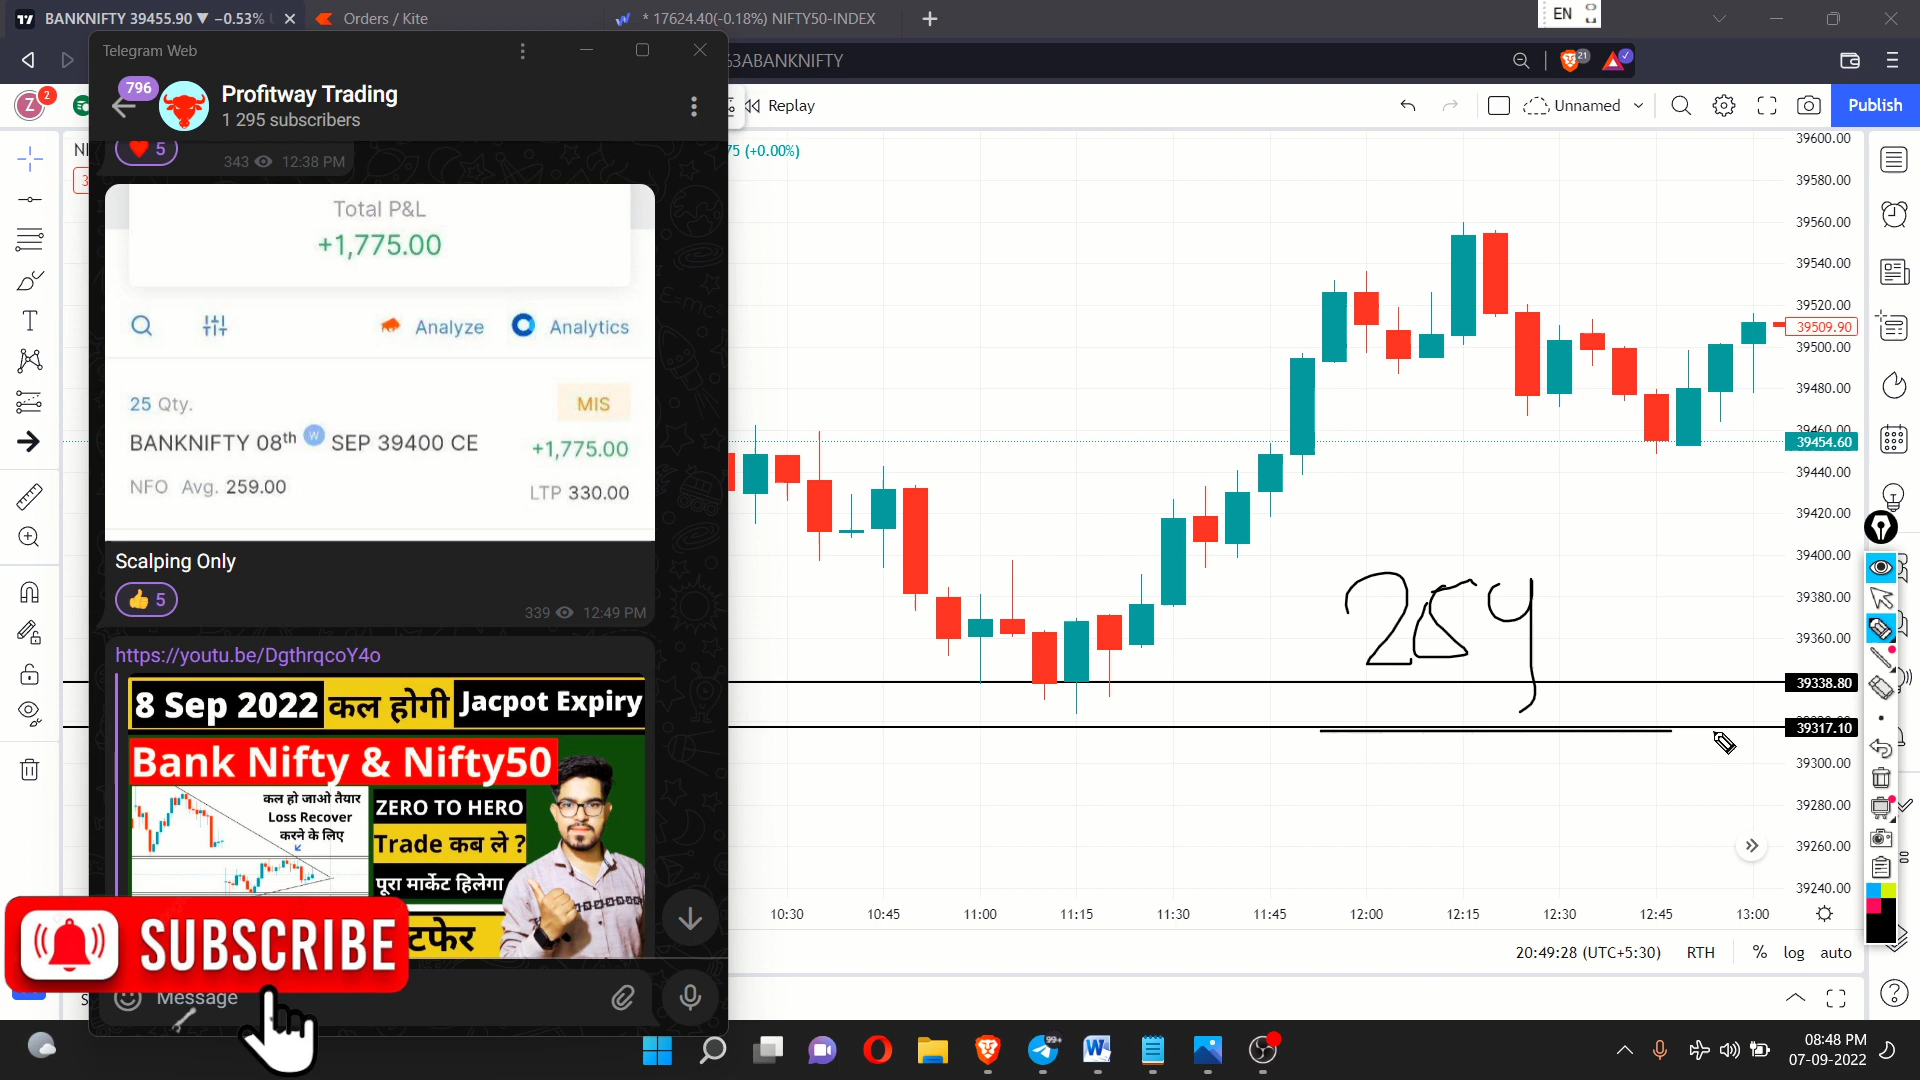 BANKNIFTY 39455.90 ▼ −0.53%
Orders / Kite
* 17624.40(-0.18%) NIFTY50-INDEX
EN
Telegram Web
3ABANKNIFTY
21
796
Profitway Trading
1 295 subscribers
Z
2
Replay
Unnamed
Publish
75 (+0.00%)
5
343
12:38 PM
Total P&L
+1,775.00
Analyze
Analytics
25 Qty.
MIS
BANKNIFTY 08th W SEP 39400 CE
+1,775.00
NFO Avg. 259.00
LTP 330.00
Scalping Only
5
339
12:49 PM
https://youtu.be/DgthrqcoY4o
8 Sep 2022 कल होगी Jacpot Expiry
Bank Nifty & Nifty50
कल हो जाओ तैयार
Loss Recover
करने के लिए
ZERO TO HERO
Trade कब ले ?
पूरा मार्केट हिलेगा
SUBSCRIBE
Message
39600.00
39580.00
39560.00
39540.00
39520.00
39509.90
39500.00
39480.00
39460.00
39454.60
39440.00
39420.00
39400.00
39380.00
39360.00
39338.80
39317.10
39300.00
39280.00
39260.00
39240.00
259
10:30
10:45
11:00
11:15
11:30
11:45
12:00
12:15
12:30
12:45
13:00
20:49:28 (UTC+5:30)
RTH
%
log
auto
99+
08:48 PM
07-09-2022